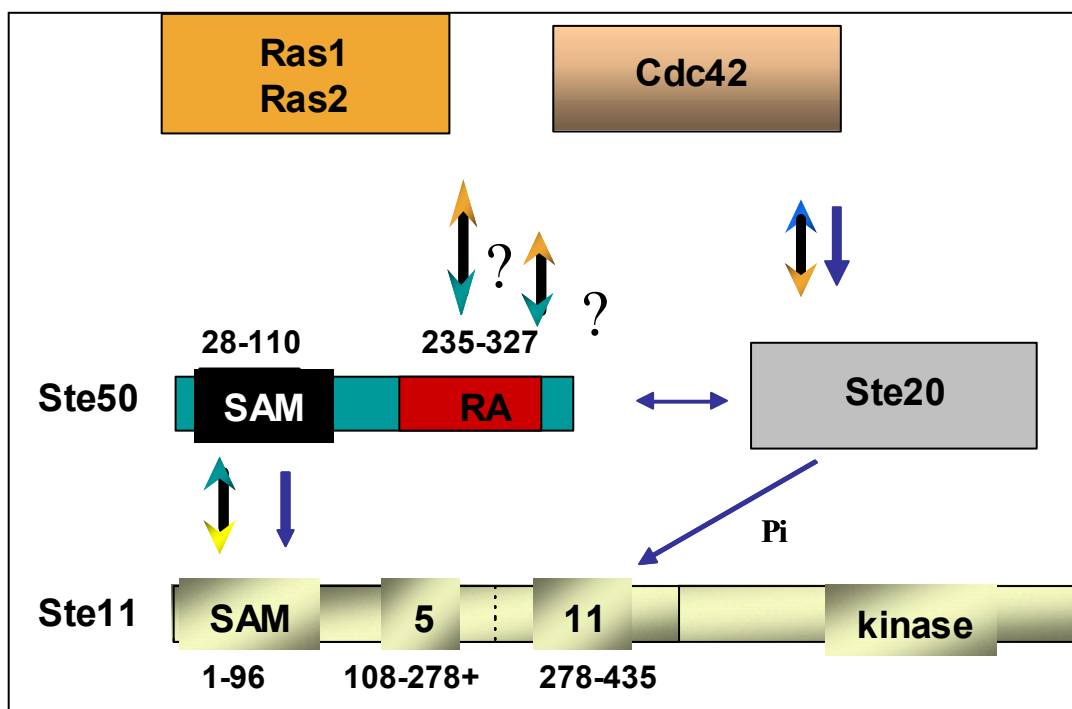 Ras1
Ras2
Cdc42
?
?
28-110
235-327
Ste50
SAM
RA
Ste20
Pi
Ste11
SAM
5
11
kinase
1-96
108-278+
278-435